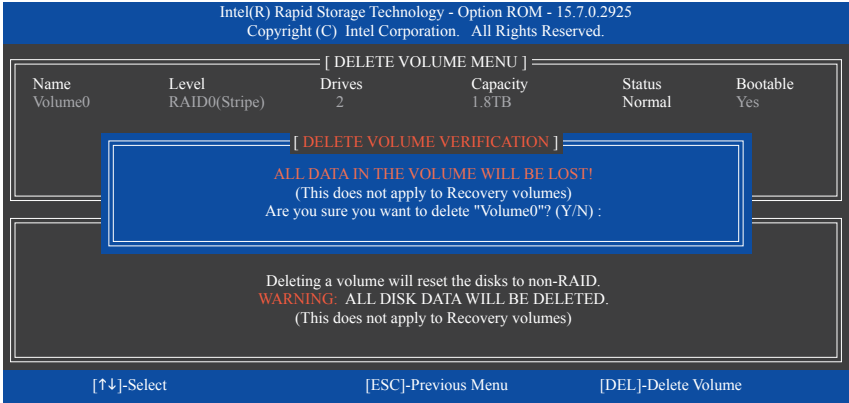 Intel(R) Rapid Storage Technology - Option ROM - 15.7.0.2925
Copyright (C) Intel Corporation. All Rights Reserved.
[ DELETE VOLUME MENU ]
Name Level Drives Capacity Status Bootable
Volume0 RAID0(Stripe) 2 1.8TB Normal Yes
[ DELETE VOLUME VERIFICATION ]
ALL DATA IN THE VOLUME WILL BE LOST!
(This does not apply to Recovery volumes)
Are you sure you want to delete "Volume0"? (Y/N) :
Deleting a volume will reset the disks to non-RAID.
WARNING: ALL DISK DATA WILL BE DELETED.
(This does not apply to Recovery volumes)
[↑↓]-Select [ESC]-Previous Menu [DEL]-Delete Volume